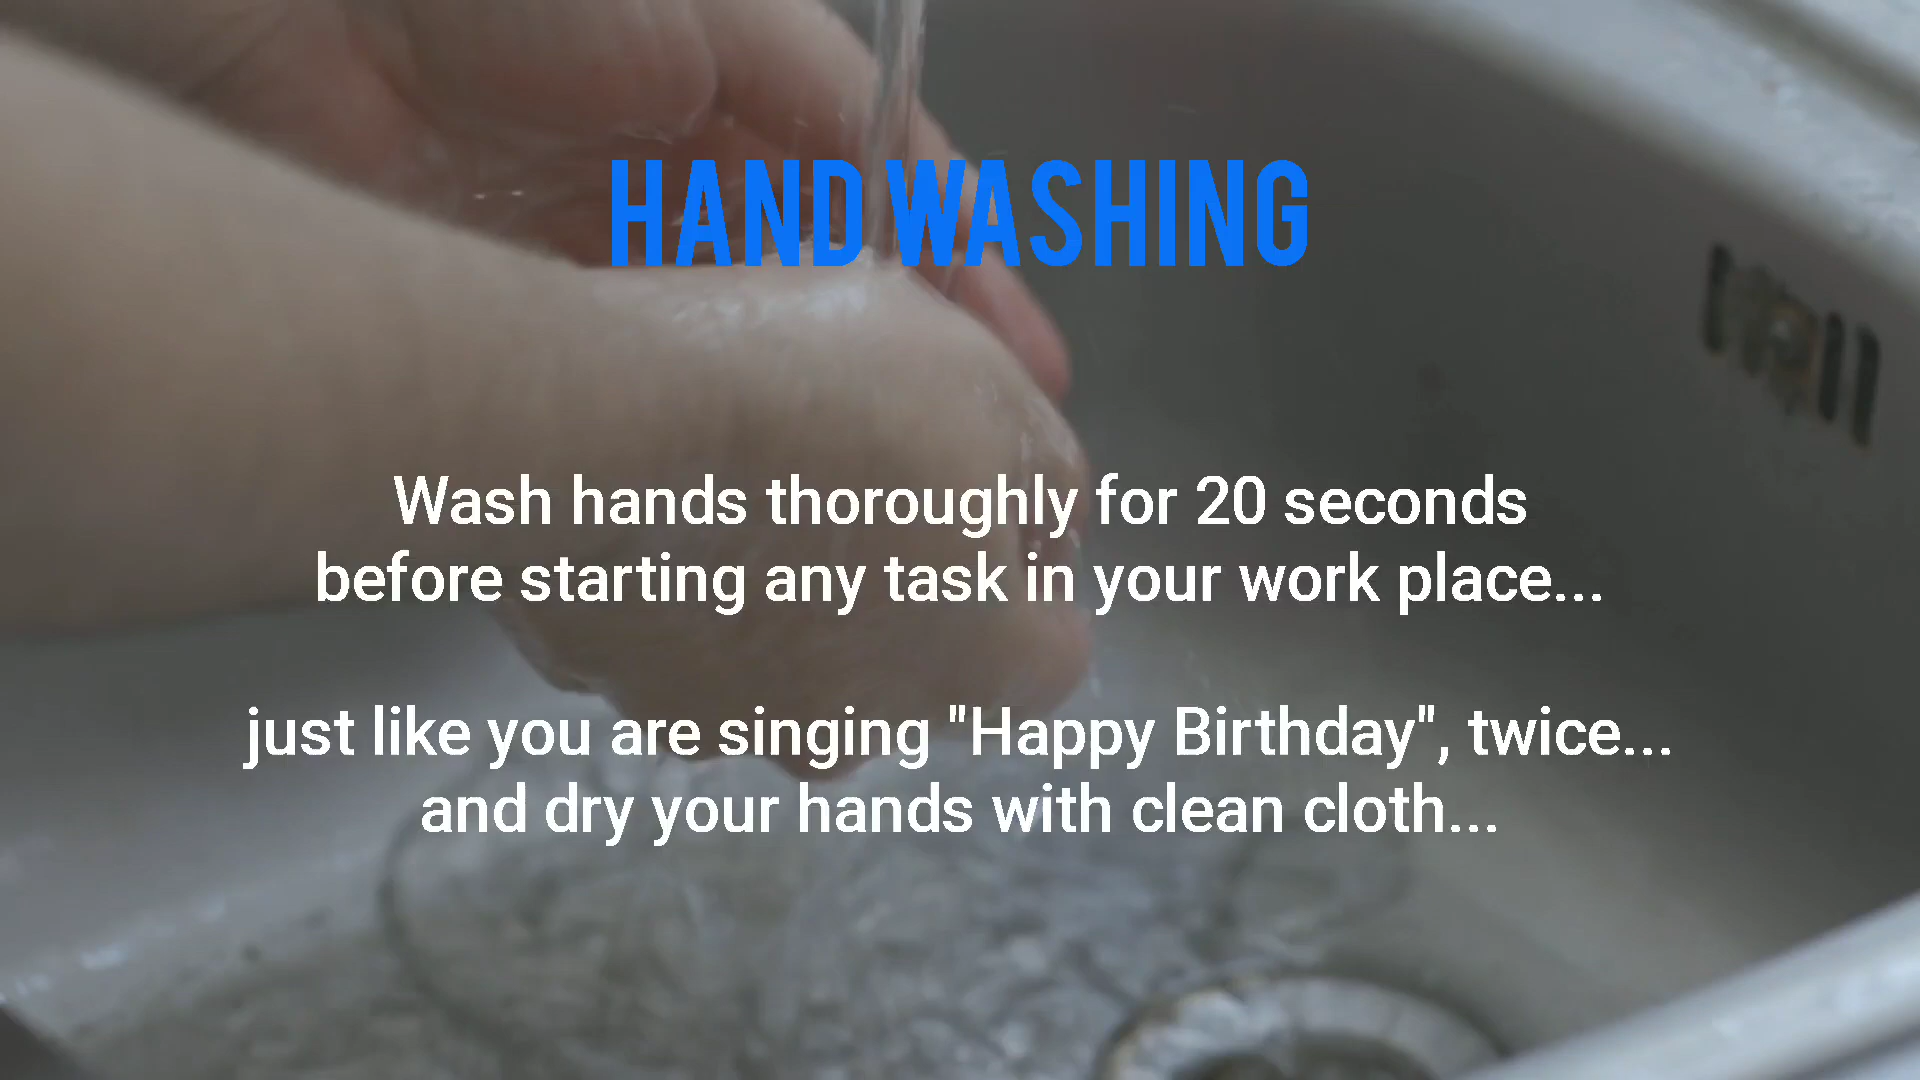 HAND WASHING
Wash hands thoroughly for 20 seconds
before starting any task in your work place...
just like you are singing "Happy Birthday", twice...
and dry your hands with clean cloth...